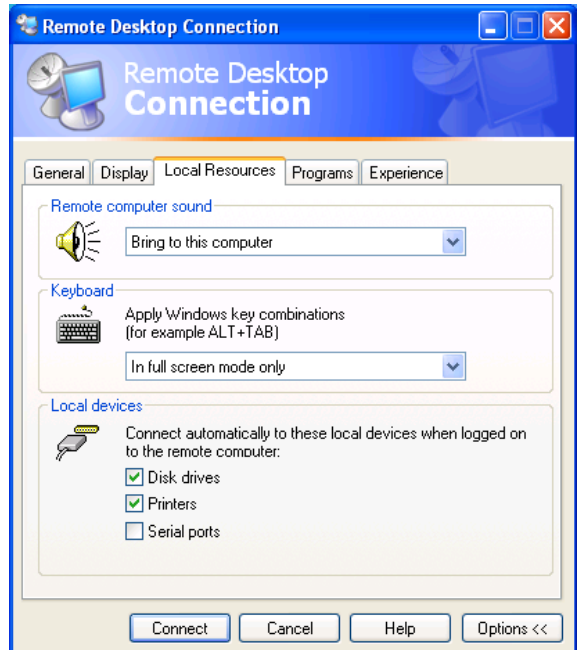 Remote Desktop Connection
Remote Desktop
Connection
General Display Local Resources Programs Experience
Remote computer sound
Bring to this computer
Keyboard
Apply Windows key combinations
(for example ALT+TAB)
In full screen mode only
Local devices
Connect automatically to these local devices when logged on
to the remote computer:
Disk drives
Printers
Serial ports
Connect Cancel Help Options <<